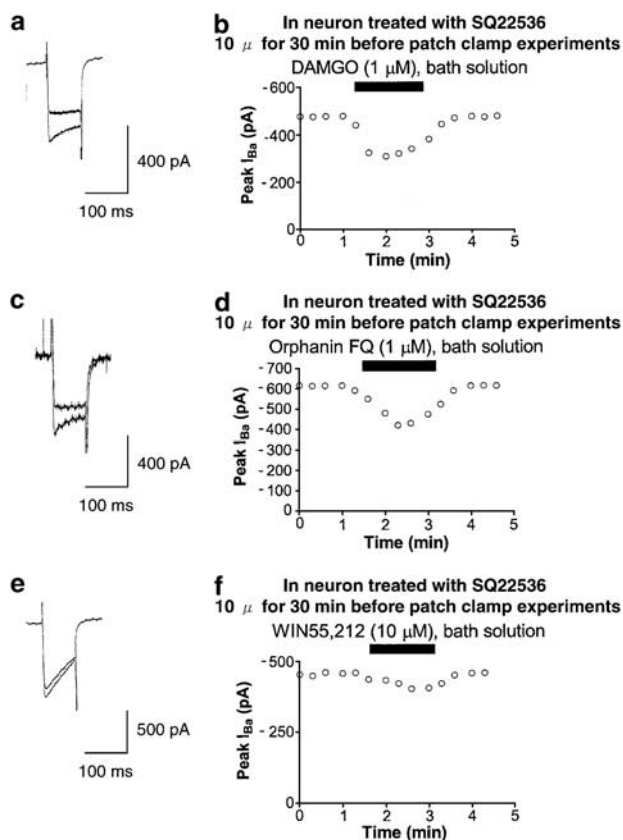 a
400 pA
100 ms
b
In neuron treated with SQ22536
10 μ for 30 min before patch clamp experiments
DAMGO (1 μM), bath solution
Peak I Ba (pA)
- 600
- 400
- 200
0
0 1 2 3 4 5
Time (min)
c
400 pA
100 ms
d
In neuron treated with SQ22536
10 μ for 30 min before patch clamp experiments
Orphanin FQ (1 μM), bath solution
Peak I Ba (pA)
- 700
- 600
- 500
- 400
- 300
- 200
- 100
0
0 1 2 3 4 5
Time (min)
e
500 pA
100 ms
f
In neuron treated with SQ22536
10 μ for 30 min before patch clamp experiments
WIN55,212 (10 μM), bath solution
Peak I Ba (pA)
-500
-250
0
0 1 2 3 4 5
Time (min)